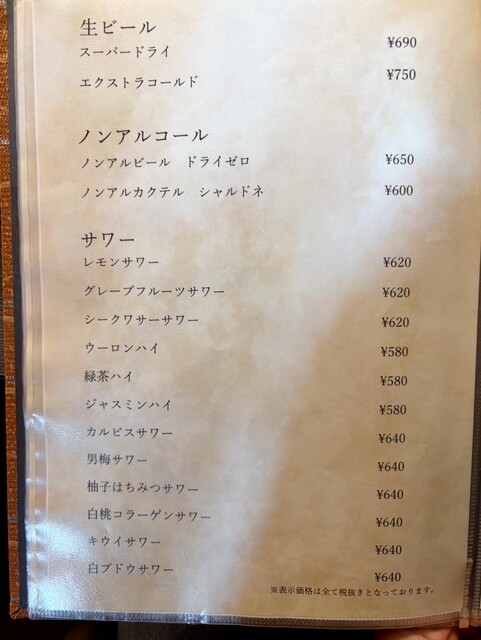 生ビール
スーパードライ ¥690
エクストラコールド ¥750
ノンアルコール
ノンアルビール ドライゼロ ¥650
ノンアルカクテル シャルドネ ¥600
サワー
レモンサワー ¥620
グレープフルーツサワー ¥620
シークワサーサワー ¥620
ウーロンハイ ¥580
緑茶ハイ ¥580
ジャスミンハイ ¥580
カルピスサワー ¥640
男梅サワー ¥640
柚子はちみつサワー ¥640
白桃コラーゲンサワー ¥640
キウイサワー ¥640
白ブドウサワー ¥640
※表示価格は全て税抜きとなっております。